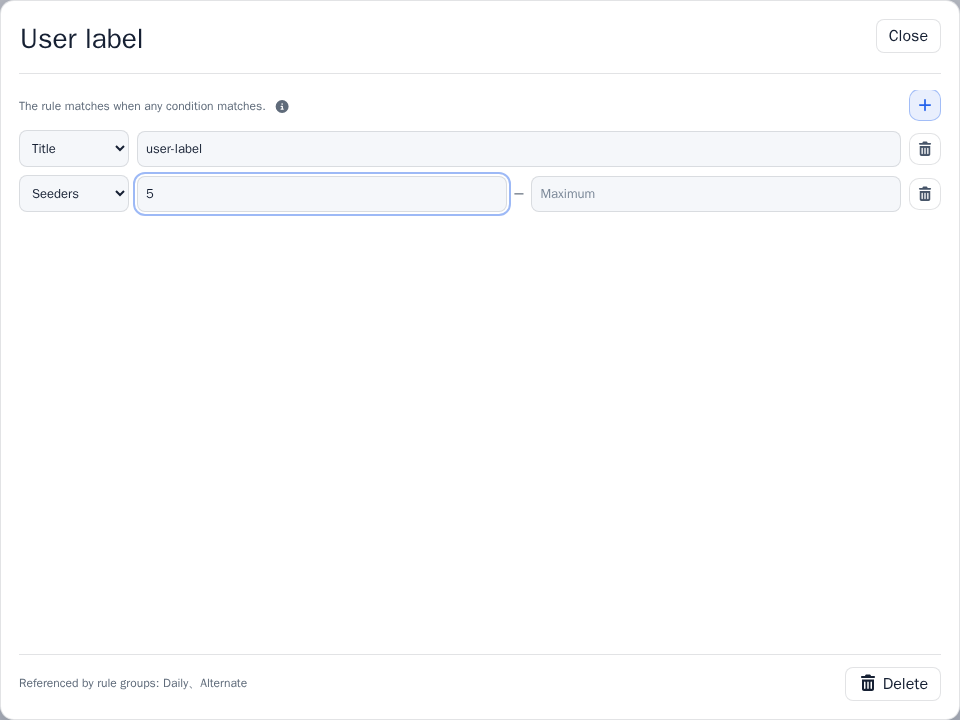 User label
Close
The rule matches when any condition matches.
Title
user-label
Seeders
5
–
Maximum
Referenced by rule groups: Daily、Alternate
Delete